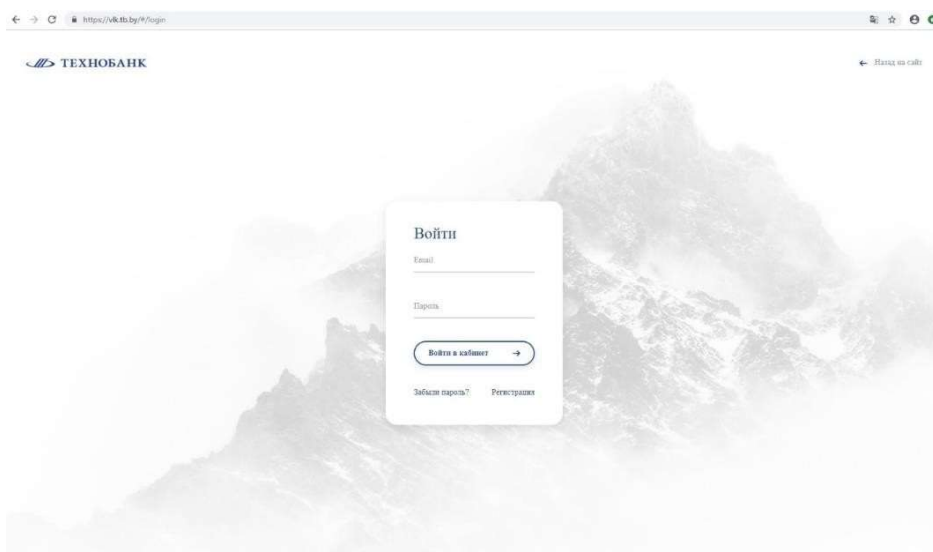 https://vlk.tb.by/#/login
ТЕХНОБАНК
Назад на сайт
Войти
Email
Пароль
Войти в кабинет
Забыли пароль? Регистрация